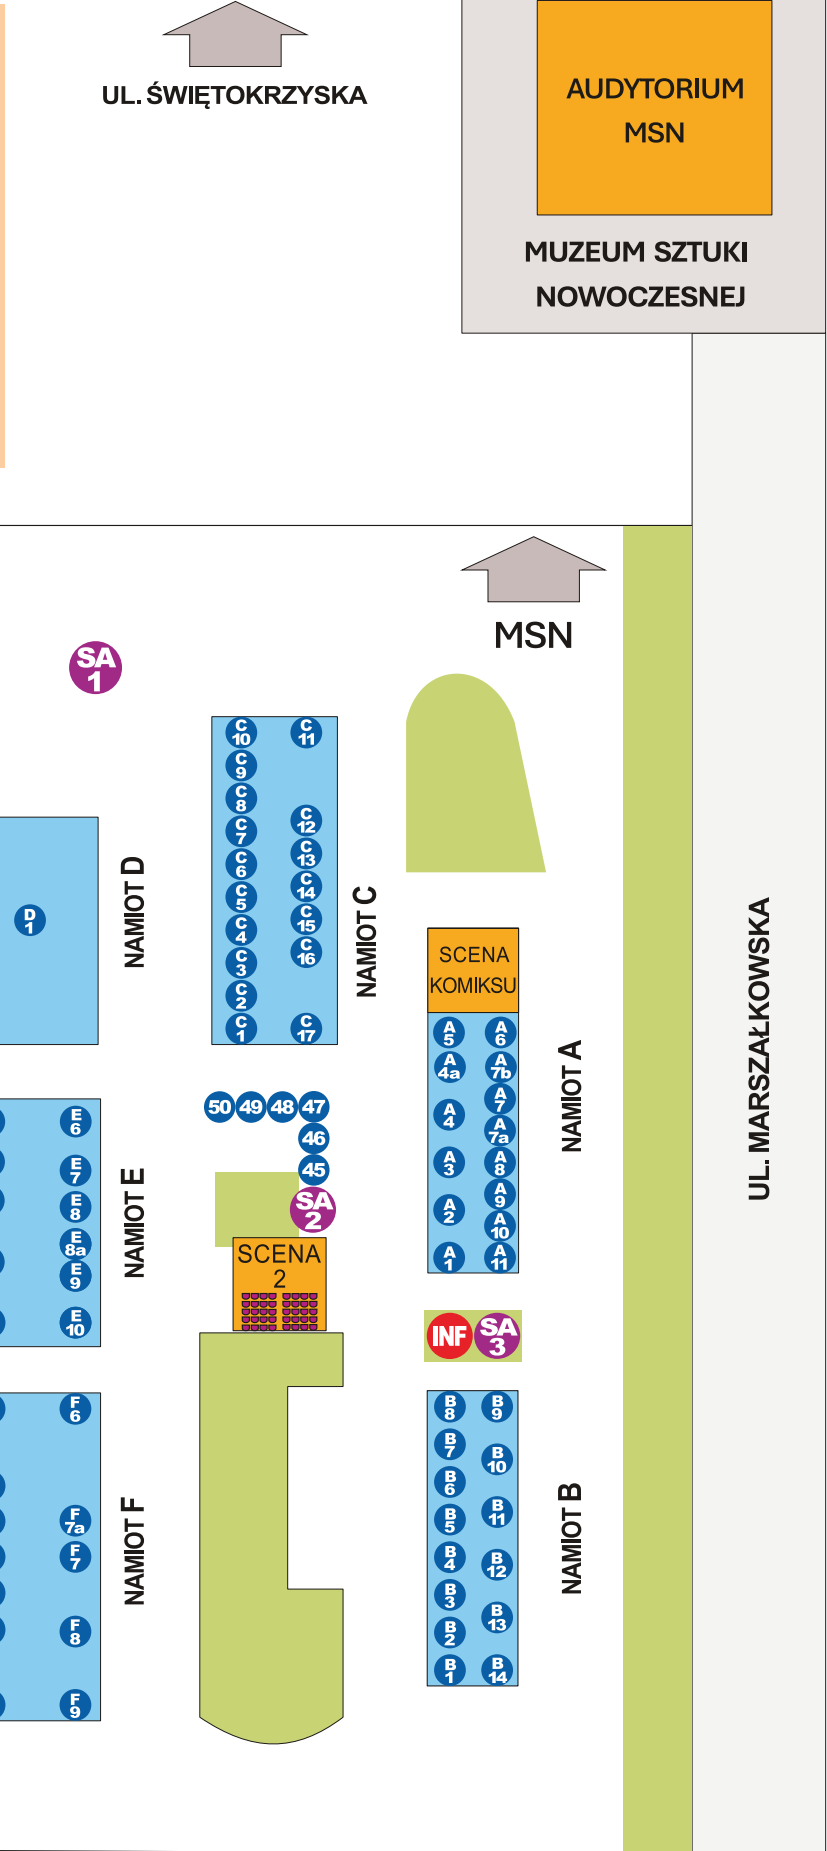 UL. ŚWIĘTOKRZYSKA
AUDYTORIUM
MSN
MUZEUM SZTUKI
NOWOCZESNEJ
MSN
SA
1
C
10
C
9
C
8
C
7
C
6
C
5
C
4
C
3
C
2
C
1
C
11
C
12
C
13
C
14
C
15
C
16
C
17
NAMIOT C
D
1
NAMIOT D
SCENA
KOMIKSU
A
5
A
4a
A
4
A
3
A
2
A
1
A
6
A
7b
A
7
A
7a
A
8
A
9
A
10
A
11
NAMIOT A
UL. MARSZAŁKOWSKA
50 49 48 47
46
45
SA
2
SCENA
2
E
6
E
7
E
8
E
8a
E
9
E
10
NAMIOT E
INF
SA
3
F
6
F
7a
F
7
F
8
F
9
NAMIOT F
B
8
B
7
B
6
B
5
B
4
B
3
B
2
B
1
B
9
B
10
B
11
B
12
B
13
B
14
NAMIOT B